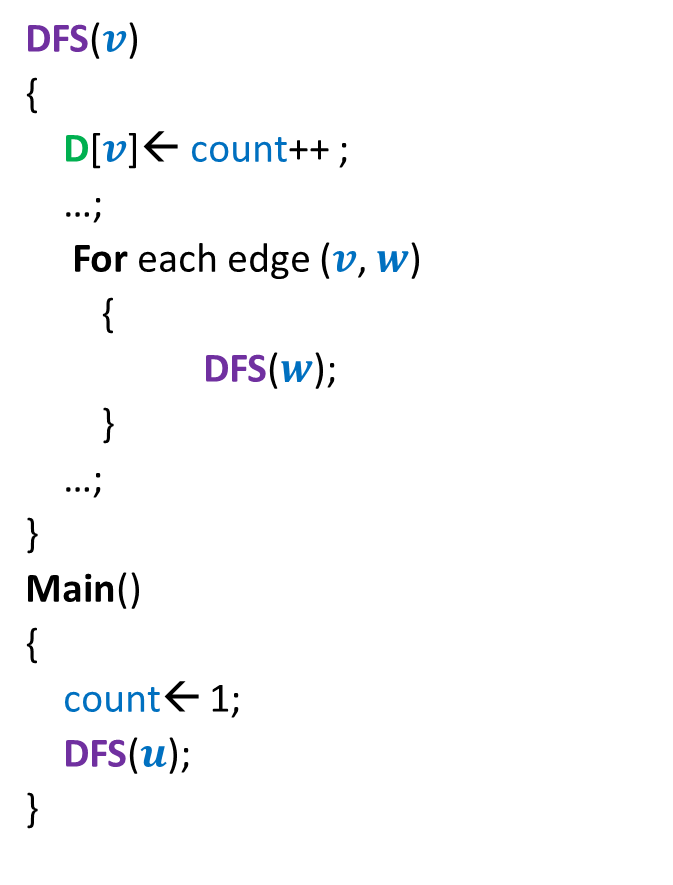 DFS(v)
{
D[v]← count++ ;
...;
For each edge (v, w)
{
DFS(w);
}
...;
}
Main()
{
count← 1;
DFS(u);
}